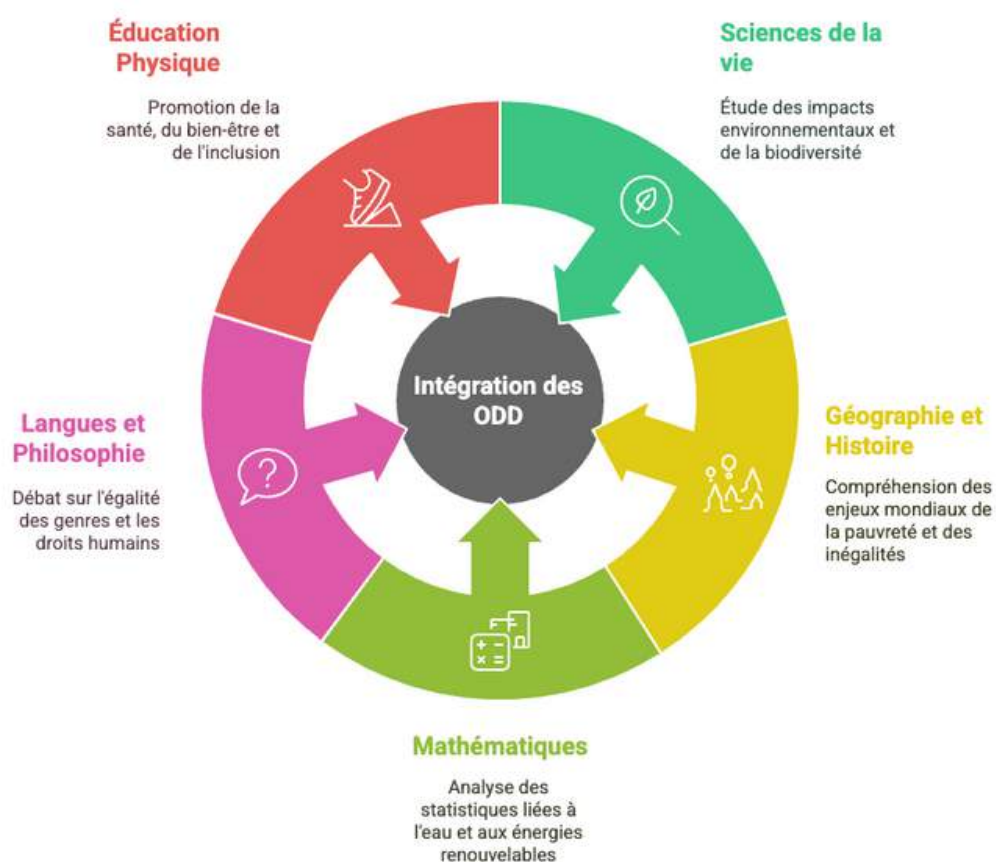 Éducation
Physique
Promotion de la
santé, du bien-être et
de l'inclusion
Sciences de la
vie
Étude des impacts
environnementaux et
de la biodiversité
Intégration des
ODD
Langues et
Philosophie
Débat sur l'égalité
des genres et les
droits humains
Géographie et
Histoire
Compréhension des
enjeux mondiaux de
la pauvreté et des
inégalités
Mathématiques
Analyse des
statistiques liées à
l'eau et aux énergies
renouvelables